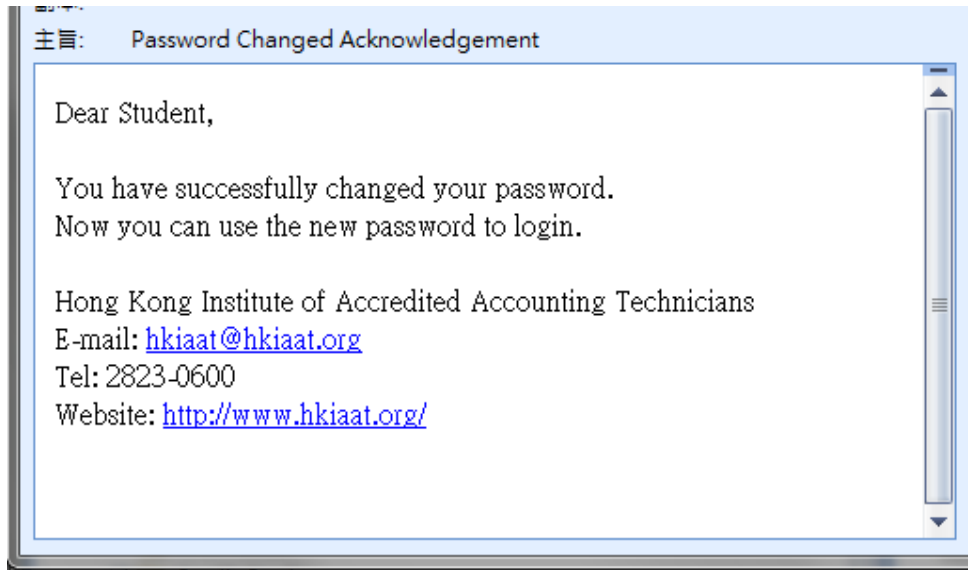 主旨: Password Changed Acknowledgement
Dear Student,
You have successfully changed your password.
Now you can use the new password to login.
Hong Kong Institute of Accredited Accounting Technicians
E-mail: hkiaat@hkiaat.org
Tel: 2823-0600
Website: http://www.hkiaat.org/